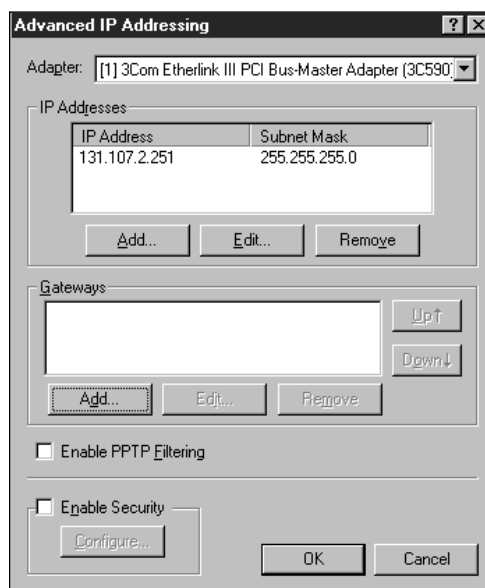 Advanced IP Addressing
Adapter: [1] 3Com Etherlink III PCI Bus-Master Adapter (3C590)
IP Addresses
IP Address Subnet Mask
131.107.2.251 255.255.255.0
Add... Edit... Remove
Gateways
Up↑
Down↓
Add... Edit... Remove
Enable PPTP Filtering
Enable Security
Configure...
OK Cancel